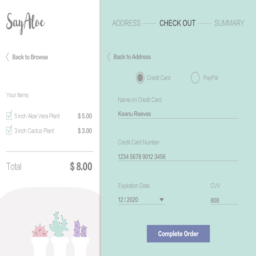 SayAloe
Back to Browse
Your Items
5 inch Aloe Vera Plant $ 5.00
3 inch Cactus Plant $ 3.00
Total $ 8.00
ADDRESS CHECK OUT SUMMARY
Back to Address
Credit Card PayPal
Name on Credit Card
Keanu Reeves
Credit Card Number
1234 5678 9012 3456
Expiration Date CVV
12 / 2020 808
Complete Order